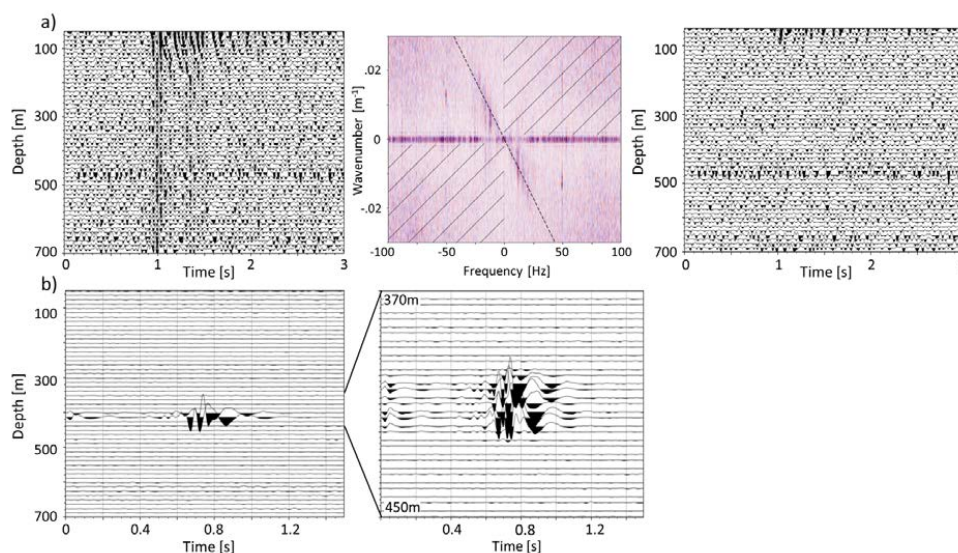 a)
Depth [m]
100
300
500
700
0 1 2 3
Time [s]
Wavenumber [m⁻¹]
.02
0
-.02
-100 -50 0 50 100
Frequency [Hz]
Depth [m]
100
300
500
700
0 1 2 3
Time [s]
b)
Depth [m]
100
300
500
700
0 0.4 0.8 1.2
Time [s]
370m
450m
0.4 0.8 1.2
Time [s]